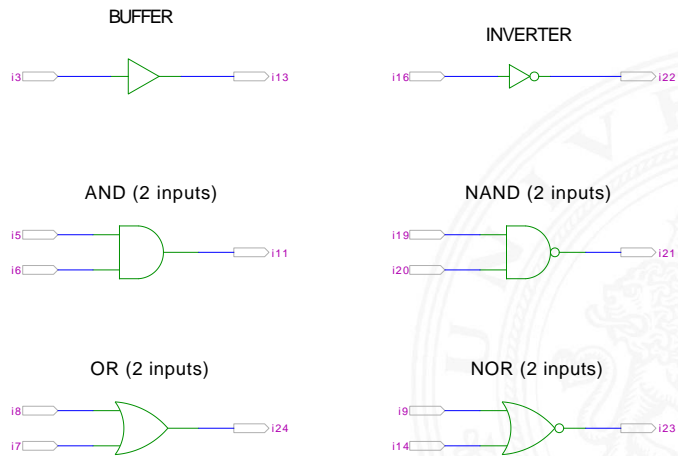 BUFFER
INVERTER
i3
i13
i16
i22
AND (2 inputs)
NAND (2 inputs)
i5
i6
i11
i19
i20
i21
OR (2 inputs)
NOR (2 inputs)
i8
i7
i24
i9
i14
i23